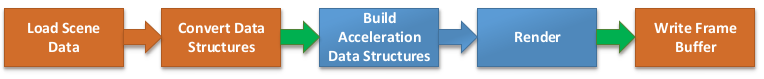 Load Scene
Data
Convert Data
Structures
Build
Acceleration
Data Structures
Render
Write Frame
Buffer